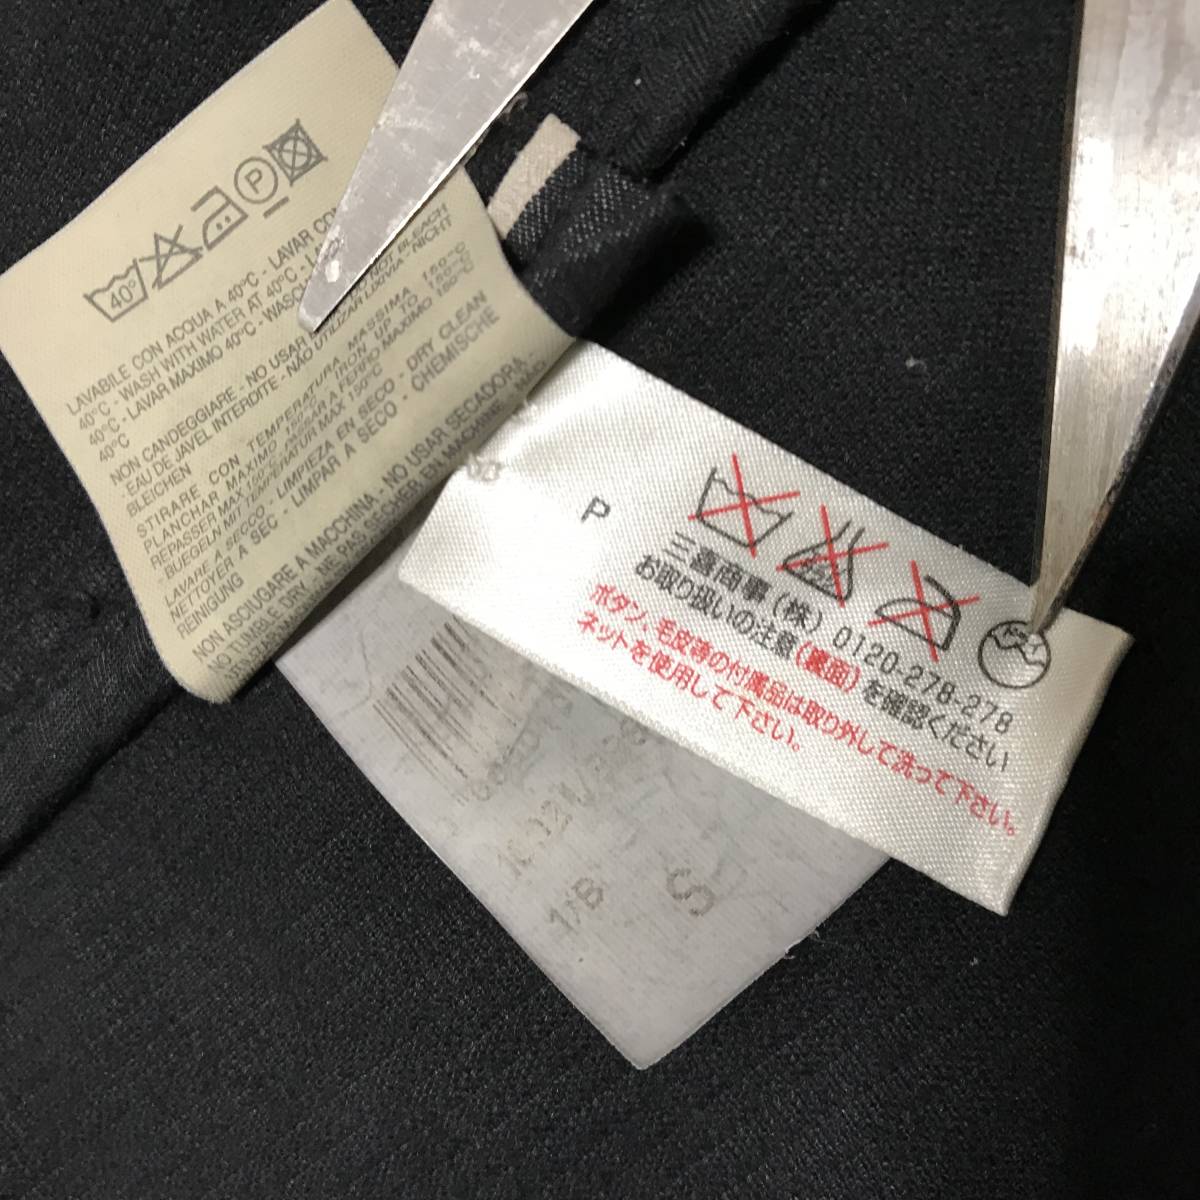 40°
P
LAVABILE CON ACQUA A 40°C - LAVAR CON
40°C - WASH WITH WATER AT 40°C -
40°C - LAVAR MAXIMO 40°C - WASCH
40°C
NON CANDEGGIARE - NO USAR NOT BLEACH
- EAU DE JAVEL INTERDITE - NÃO UTILIZAR LIXIVIA - NICHT
BLEICHEN
STIRARE CON TEMPERATURA MASSIMA 150°C
PLANCHAR MAXIMO IRON UP TO 150°C
REPASSER MAX 150°C A FERRO MAXIMO 150°C
- BUEGELN MIT TEMPERATUR MAX 150°C
LAVARE A SECCO - LIMPIEZA EN SECO - DRY CLEAN
NETTOYER A SEC - LIMPAR A SECO - CHEMISCHE
REINIGUNG
NON ASCIUGARE A MACCHINA - NO USAR SECADORA -
NO TUMBLE DRY - NE PAS SECHER EN MACHINE
P
三喜商事(株) 0120-278-278
お取り扱いの注意(裏面)を確認ください
ボタン、毛皮等の付属品は取り外して洗って下さい。
ネットを使用して下さい。
1/B
S